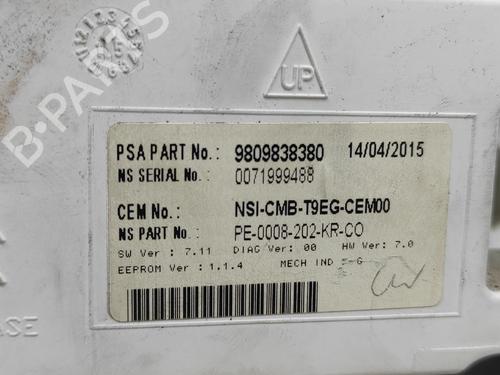 UP
B-PARTS
PSA PART No.: 9809838380 14/04/2015
NS SERIAL No.: 0071999488
CEM No.: NSI-CMB-T9EG-CEM00
NS PART No.: PE-0008-202-KR-CO
SW Ver : 7.11 DIAG Ver: 00 HW Ver: 7.0
EEPROM Ver : 1.1.4 MECH IND G